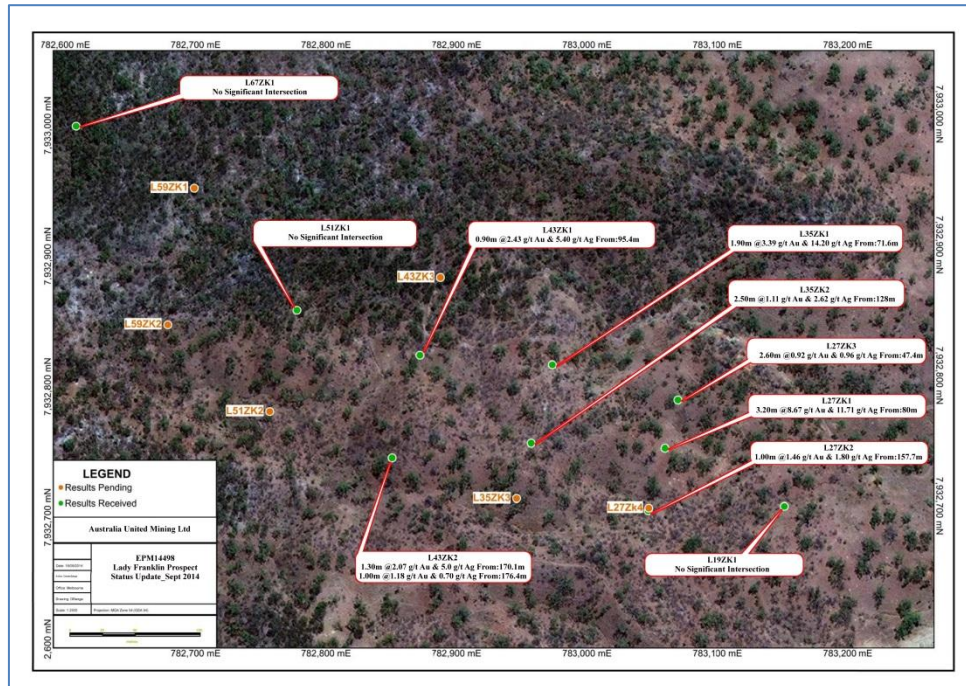 782,600 mE 782,700 mE 782,800 mE 782,900 mE 783,000 mE 783,100 mE 783,200 mE
7,933,000 mN
7,933,000 mN
L67ZK1
No Significant Intersection
L59ZK1
L51ZK1
No Significant Intersection
L43ZK1
0.90m @2.43 g/t Au & 5.40 g/t Ag From:95.4m
L35ZK1
1.90m @3.39 g/t Au & 14.20 g/t Ag From:71.6m
7,932,900 mN
7,932,900 mN
L43ZK3
L35ZK2
2.50m @1.11 g/t Au & 2.62 g/t Ag From:128m
L59ZK2
L27ZK3
2.60m @0.92 g/t Au & 0.96 g/t Ag From:47.4m
7,932,800 mN
7,932,800 mN
L51ZK2
L27ZK1
3.20m @8.67 g/t Au & 11.71 g/t Ag From:80m
L27ZK2
1.00m @1.46 g/t Au & 1.80 g/t Ag From:157.7m
L35ZK3
L27Zk4
7,932,700 mN
7,932,700 mN
L43ZK2
1.30m @2.07 g/t Au & 5.0 g/t Ag From:170.1m
1.00m @1.18 g/t Au & 0.70 g/t Ag From:176.4m
L19ZK1
No Significant Intersection
LEGEND
Results Pending
Results Received
Australia United Mining Ltd
EPM14498
Lady Franklin Prospect
Status Update_Sept 2014
2,600 mN
782,700 mE 782,800 mE 782,900 mE 783,000 mE 783,100 mE 783,200 mE